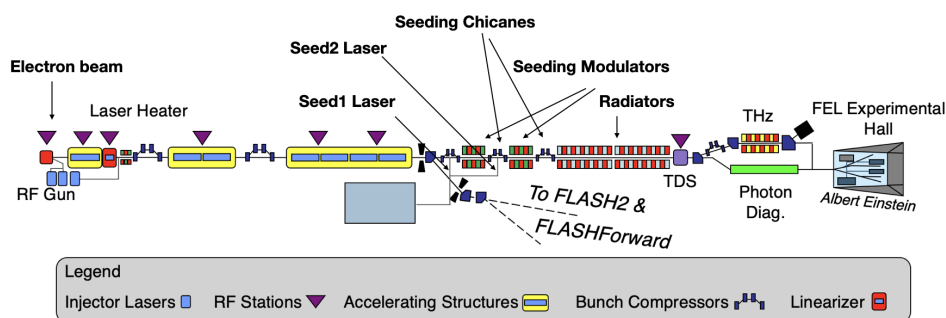 Seeding Chicanes
Seed2 Laser
Electron beam
Seeding Modulators
Laser Heater
Seed1 Laser
Radiators
THz
FEL Experimental
Hall
RF Gun
TDS
Photon
Diag.
Albert Einstein
To FLASH2 &
FLASHForward
Legend
Injector Lasers
RF Stations
Accelerating Structures
Bunch Compressors
Linearizer